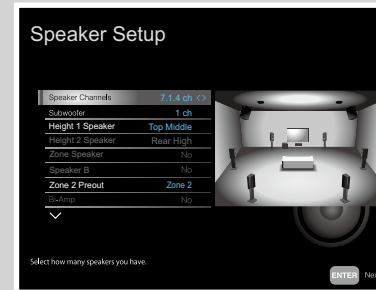 Speaker Setup
Speaker Channels 7.1.4 ch <>
Subwoofer 1 ch
Height 1 Speaker Top Middle
Height 2 Speaker Rear High
Zone Speaker No
Speaker B No
Zone 2 Preout Zone 2
Bi-Amp No
Select how many speakers you have.
ENTER Nex